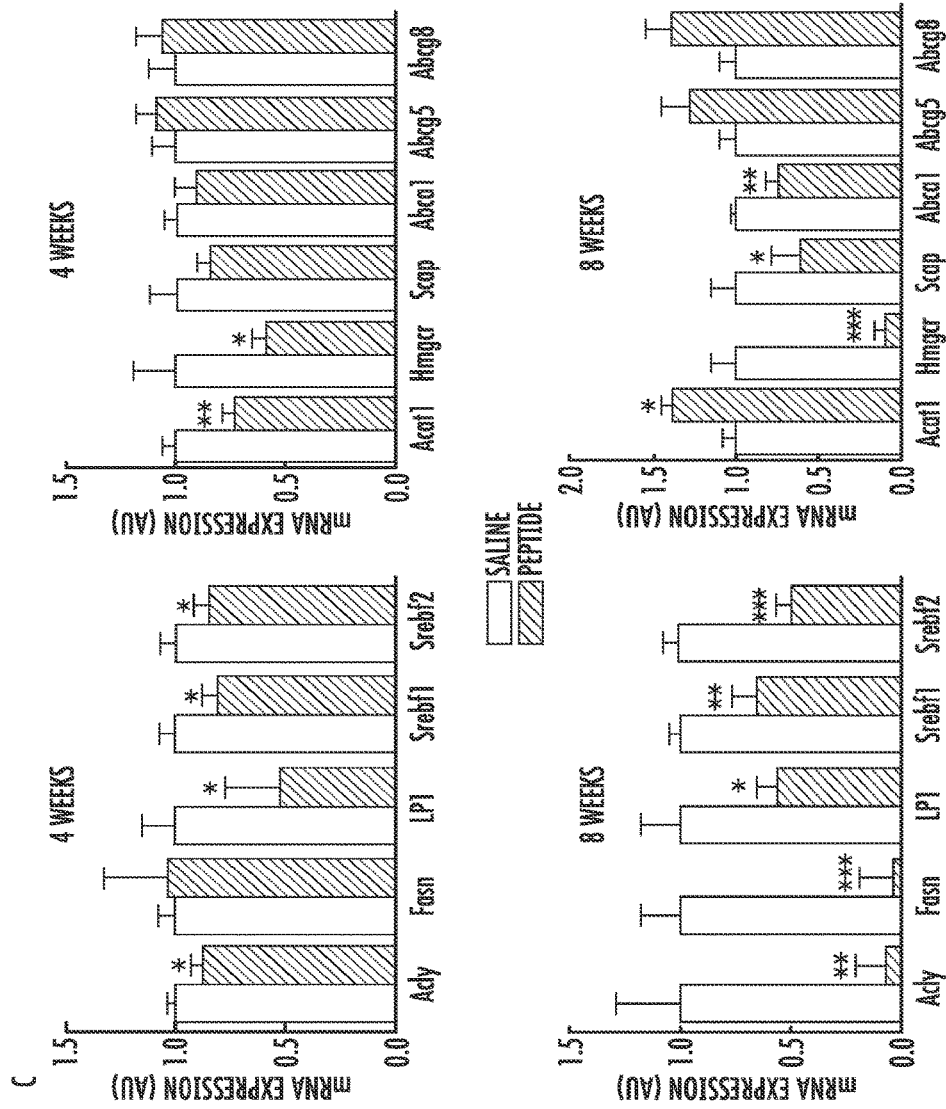 C
4 WEEKS
mRNA EXPRESSION (AU)
1.5
1.0
0.5
0.0
* * * *
Acly Fasn LP1 Srebf1 Srebf2
4 WEEKS
mRNA EXPRESSION (AU)
1.5
1.0
0.5
0.0
** *
Acat1 Hmgcr Scap Abca1 Abcg5 Abcg8
SALINE
PEPTIDE
8 WEEKS
mRNA EXPRESSION (AU)
1.5
1.0
0.5
0.0
** *** * ** ***
Acly Fasn LP1 Srebf1 Srebf2
8 WEEKS
mRNA EXPRESSION (AU)
2.0
1.5
1.0
0.5
0.0
* *** * **
Acat1 Hmgcr Scap Abca1 Abcg5 Abcg8